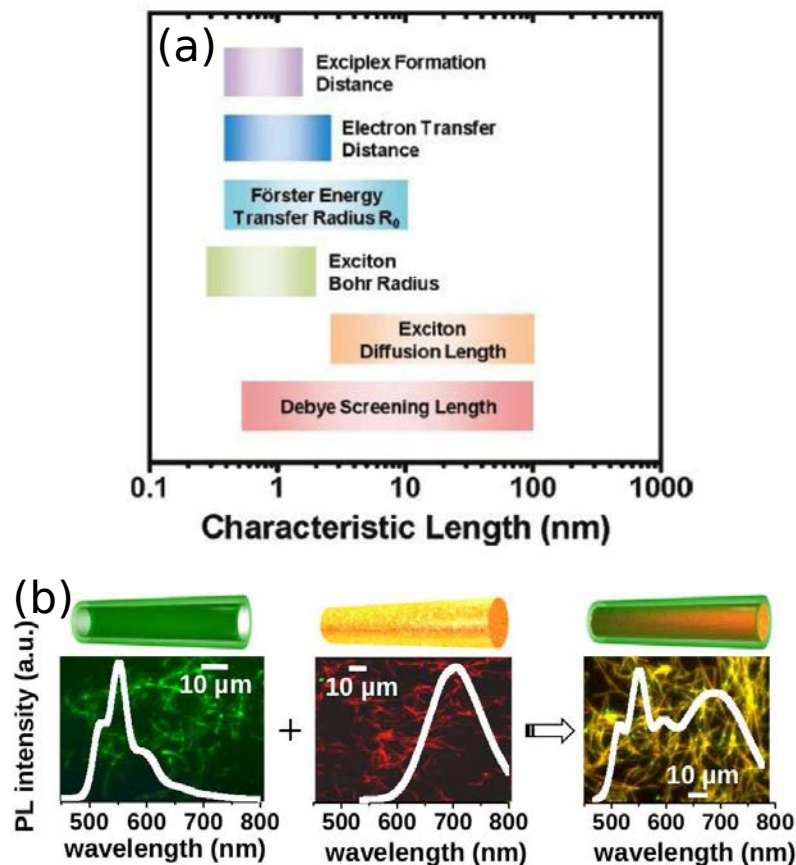 (a)
Exciplex Formation
Distance
Electron Transfer
Distance
Förster Energy
Transfer Radius R₀
Exciton
Bohr Radius
Exciton
Diffusion Length
Debye Screening Length
0.1 1 10 100 1000
Characteristic Length (nm)
(b)
PL intensity (a.u.)
10 μm
10 μm
+
10 μm
500 600 700 800
500 600 700 800
500 600 700
wavelength (nm)
wavelength (nm)
wavelength (nm)